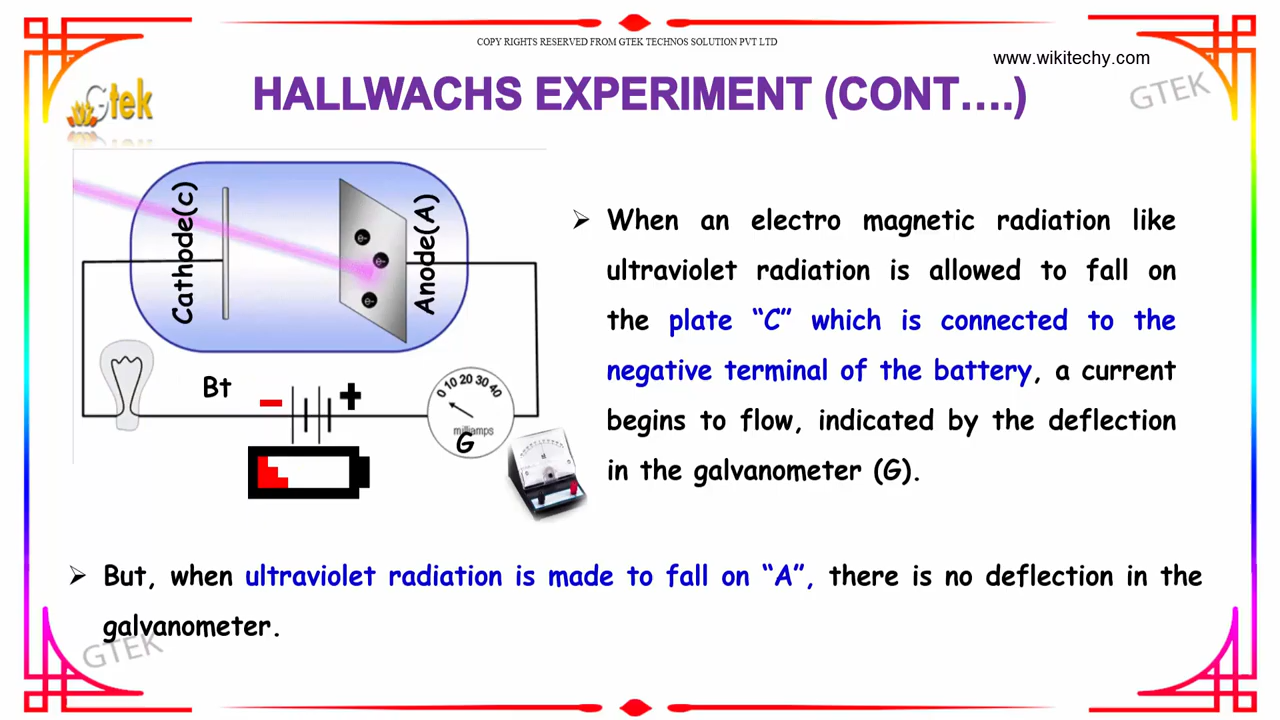 COPY RIGHTS RESERVED FROM GTEK TECHNOS SOLUTION PVT LTD
www.wikitechy.com
Gtek
HALLWACHS EXPERIMENT (CONT….)
GTEK
Cathode(c)
Anode(A)
e-
e-
e-
➢ When an electro magnetic radiation like
ultraviolet radiation is allowed to fall on
the plate “C” which is connected to the
negative terminal of the battery, a current
begins to flow, indicated by the deflection
in the galvanometer (G).
Bt
− +
0 10 20 30 40
milliamps
G
➢ But, when ultraviolet radiation is made to fall on “A”, there is no deflection in the
galvanometer.
GTEK